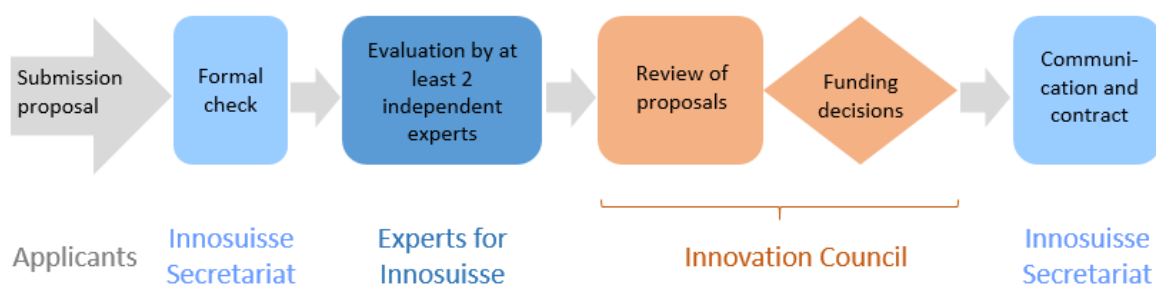 Submission
proposal
Formal
check
Evaluation by at
least 2
independent
experts
Review of
proposals
Funding
decisions
Communi-
cation and
contract
Applicants
Innosuisse
Secretariat
Experts for
Innosuisse
Innovation Council
Innosuisse
Secretariat